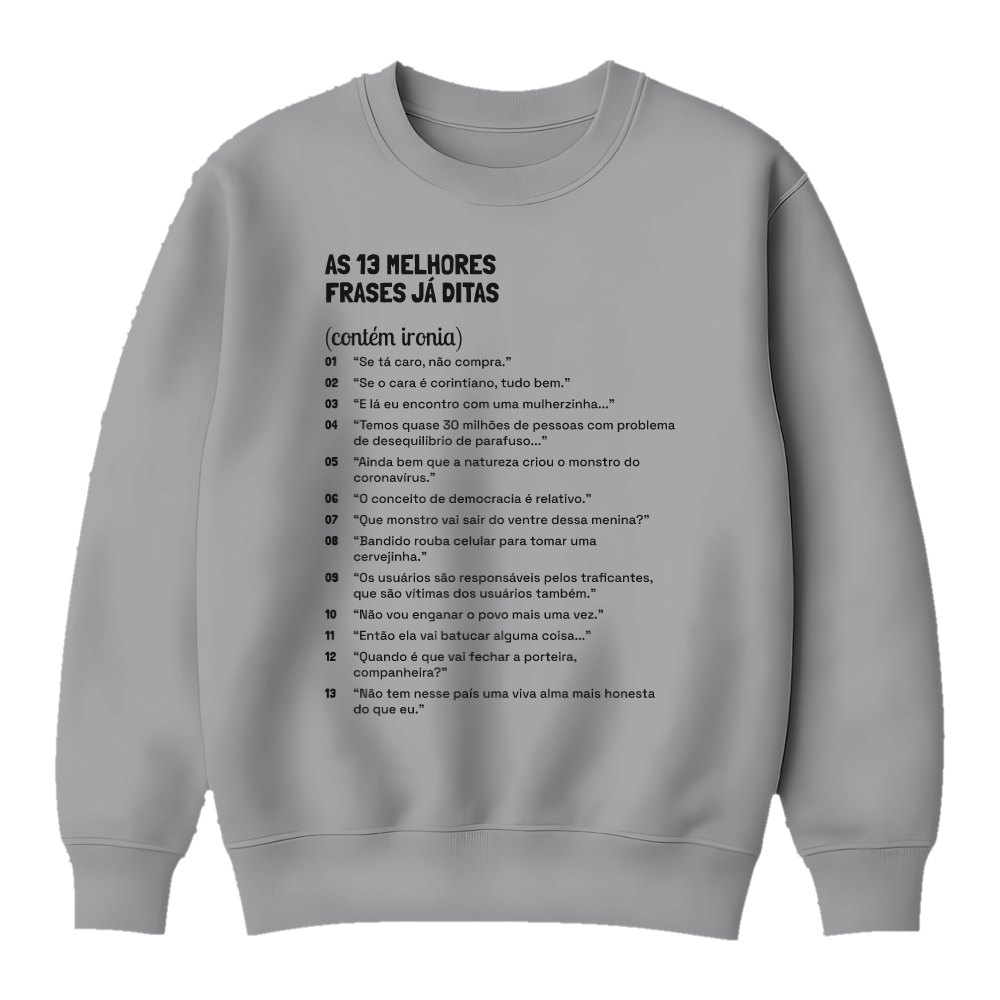 AS 13 MELHORES
FRASES JÁ DITAS
(contém ironia)
01 “Se tá caro, não compra.”
02 “Se o cara é corintiano, tudo bem.”
03 “E lá eu encontro com uma mulherzinha...”
04 “Temos quase 30 milhões de pessoas com problema
de desequilíbrio de parafuso...”
05 “Ainda bem que a natureza criou o monstro do
coronavírus.”
06 “O conceito de democracia é relativo.”
07 “Que monstro vai sair do ventre dessa menina?”
08 “Bandido rouba celular para tomar uma
cervejinha.”
09 “Os usuários são responsáveis pelos traficantes,
que são vítimas dos usuários também.”
10 “Não vou enganar o povo mais uma vez.”
11 “Então ela vai batucar alguma coisa...”
12 “Quando é que vai fechar a porteira,
companheira?”
13 “Não tem nesse país uma viva alma mais honesta
do que eu.”